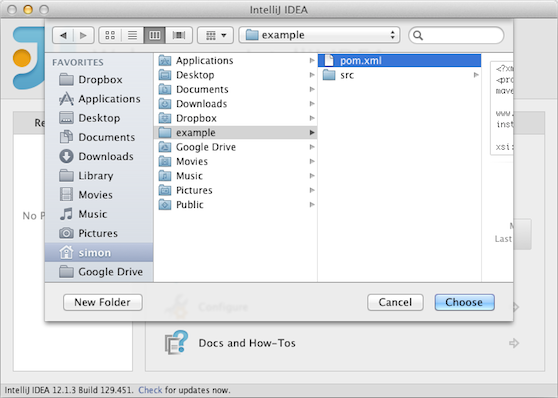 IntelliJ IDEA
example
FAVORITES
Dropbox
Applications
Desktop
Documents
Downloads
Library
Movies
Music
Pictures
simon
Google Drive
Applications
Desktop
Documents
Downloads
Dropbox
example
Google Drive
Movies
Music
Pictures
Public
pom.xml
src
<?xm
<pro
mave
www.
inst
xsi:
Re
No P
M
Last
New Folder
Cancel
Choose
Configure
Docs and How-Tos
IntelliJ IDEA 12.1.3 Build 129.451. Check for updates now.